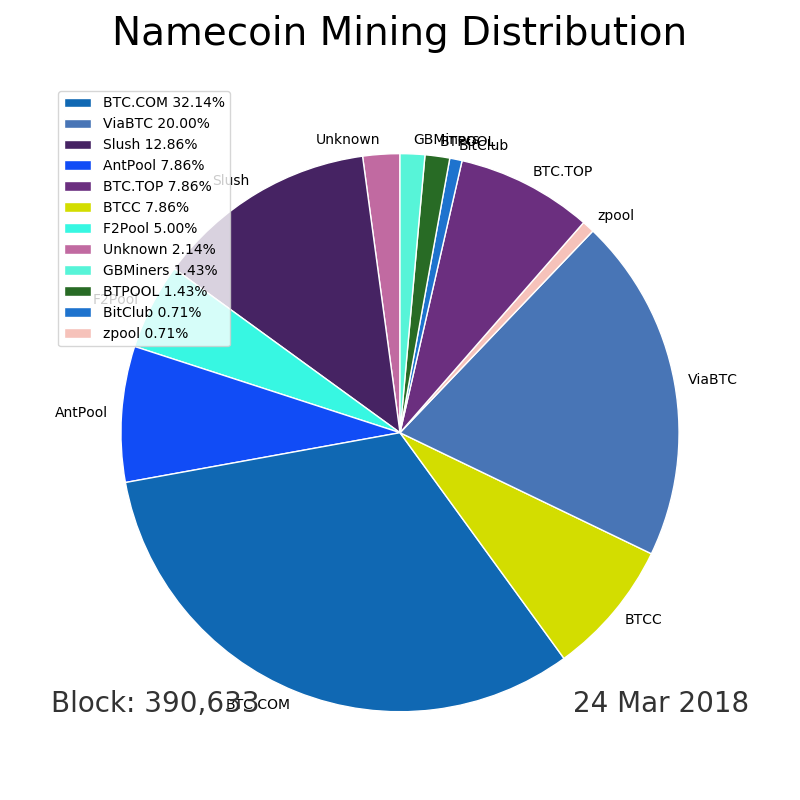 Namecoin Mining Distribution
BTC.COM 32.14%
ViaBTC 20.00%
Slush 12.86%
AntPool 7.86%
BTC.TOP 7.86%
BTCC 7.86%
F2Pool 5.00%
Unknown 2.14%
GBMiners 1.43%
BTPOOL 1.43%
BitClub 0.71%
zpool 0.71%
Unknown
GBMiners
BTPOOL
BitClub
BTC.TOP
Slush
zpool
F2Pool
ViaBTC
AntPool
BTCC
Block: 390,633
BTC.COM
24 Mar 2018